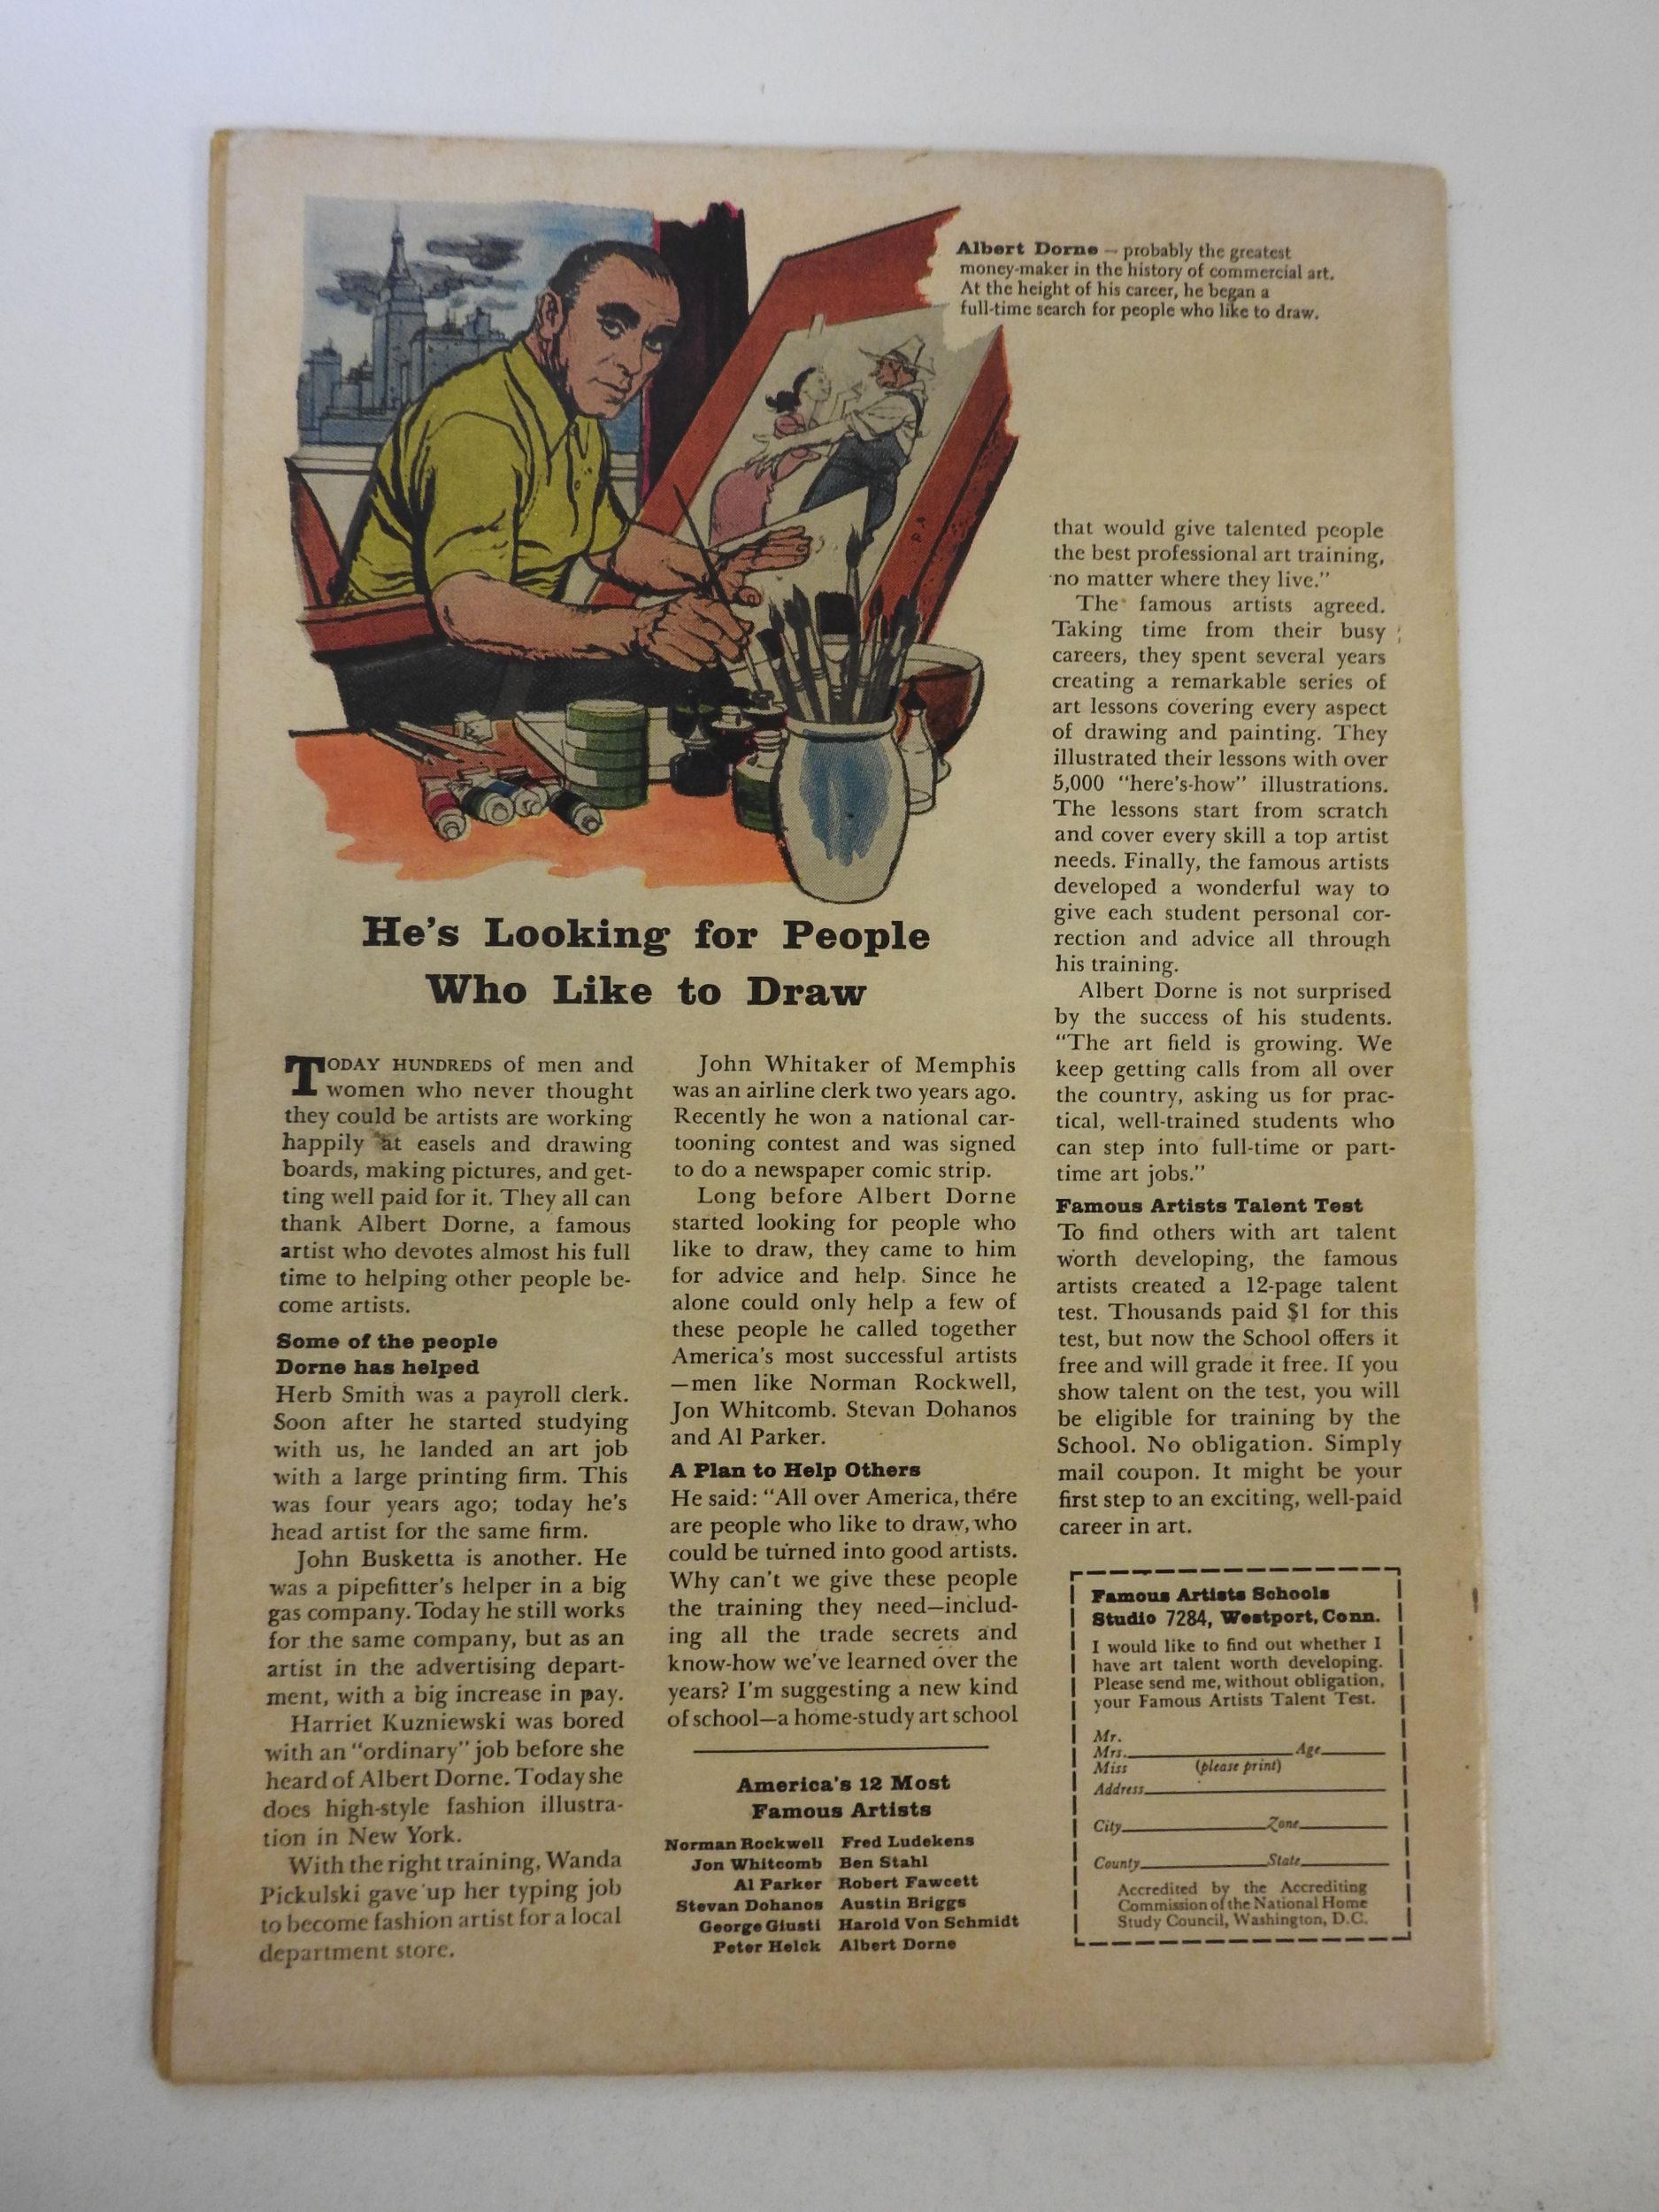 Albert Dorne — probably the greatest
money-maker in the history of commercial art.
At the height of his career, he began a
full-time search for people who like to draw.
He's Looking for People
Who Like to Draw
TODAY HUNDREDS of men and
women who never thought
they could be artists are working
happily at easels and drawing
boards, making pictures, and get-
ting well paid for it. They all can
thank Albert Dorne, a famous
artist who devotes almost his full
time to helping other people be-
come artists.
Some of the people
Dorne has helped
Herb Smith was a payroll clerk.
Soon after he started studying
with us, he landed an art job
with a large printing firm. This
was four years ago; today he's
head artist for the same firm.
John Busketta is another. He
was a pipefitter's helper in a big
gas company. Today he still works
for the same company, but as an
artist in the advertising depart-
ment, with a big increase in pay.
Harriet Kuzniewski was bored
with an "ordinary" job before she
heard of Albert Dorne. Today she
does high-style fashion illustra-
tion in New York.
With the right training, Wanda
Pickulski gave up her typing job
to become fashion artist for a local
department store.
John Whitaker of Memphis
was an airline clerk two years ago.
Recently he won a national car-
tooning contest and was signed
to do a newspaper comic strip.
Long before Albert Dorne
started looking for people who
like to draw, they came to him
for advice and help. Since he
alone could only help a few of
these people he called together
America's most successful artists
—men like Norman Rockwell,
Jon Whitcomb. Stevan Dohanos
and Al Parker.
A Plan to Help Others
He said: "All over America, there
are people who like to draw, who
could be turned into good artists.
Why can't we give these people
the training they need—includ-
ing all the trade secrets and
know-how we've learned over the
years? I'm suggesting a new kind
of school—a home-study art school
America's 12 Most
Famous Artists
Norman Rockwell Fred Ludekens
Jon Whitcomb Ben Stahl
Al Parker Robert Fawcett
Stevan Dohanos Austin Briggs
George Giusti Harold Von Schmidt
Peter Helck Albert Dorne
that would give talented people
the best professional art training,
no matter where they live."
The famous artists agreed.
Taking time from their busy
careers, they spent several years
creating a remarkable series of
art lessons covering every aspect
of drawing and painting. They
illustrated their lessons with over
5,000 "here's-how" illustrations.
The lessons start from scratch
and cover every skill a top artist
needs. Finally, the famous artists
developed a wonderful way to
give each student personal cor-
rection and advice all through
his training.
Albert Dorne is not surprised
by the success of his students.
"The art field is growing. We
keep getting calls from all over
the country, asking us for prac-
tical, well-trained students who
can step into full-time or part-
time art jobs."
Famous Artists Talent Test
To find others with art talent
worth developing, the famous
artists created a 12-page talent
test. Thousands paid $1 for this
test, but now the School offers it
free and will grade it free. If you
show talent on the test, you will
be eligible for training by the
School. No obligation. Simply
mail coupon. It might be your
first step to an exciting, well-paid
career in art.
Famous Artists Schools
Studio 7284, Westport, Conn.
I would like to find out whether I
have art talent worth developing.
Please send me, without obligation,
your Famous Artists Talent Test.
Mr.
Mrs. Age
Miss (please print)
Address
City Zone
County State
Accredited by the Accrediting
Commission of the National Home
Study Council, Washington, D.C.